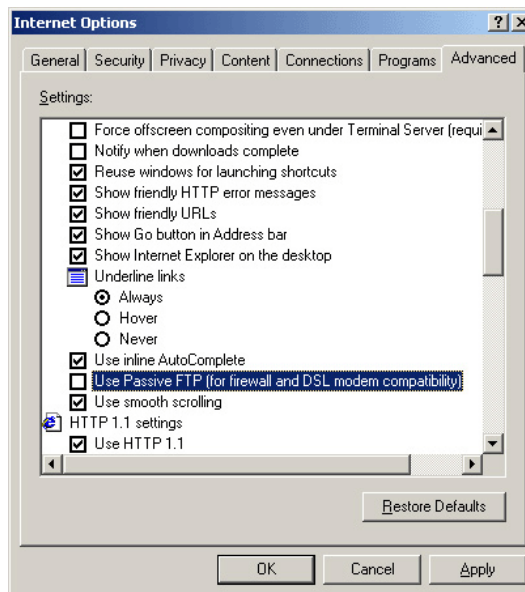 Internet Options
General Security Privacy Content Connections Programs Advanced
Settings:
Force offscreen compositing even under Terminal Server (requi
Notify when downloads complete
Reuse windows for launching shortcuts
Show friendly HTTP error messages
Show friendly URLs
Show Go button in Address bar
Show Internet Explorer on the desktop
Underline links
Always
Hover
Never
Use inline AutoComplete
Use Passive FTP (for firewall and DSL modem compatibility)
Use smooth scrolling
HTTP 1.1 settings
Use HTTP 1.1
Restore Defaults
OK Cancel Apply